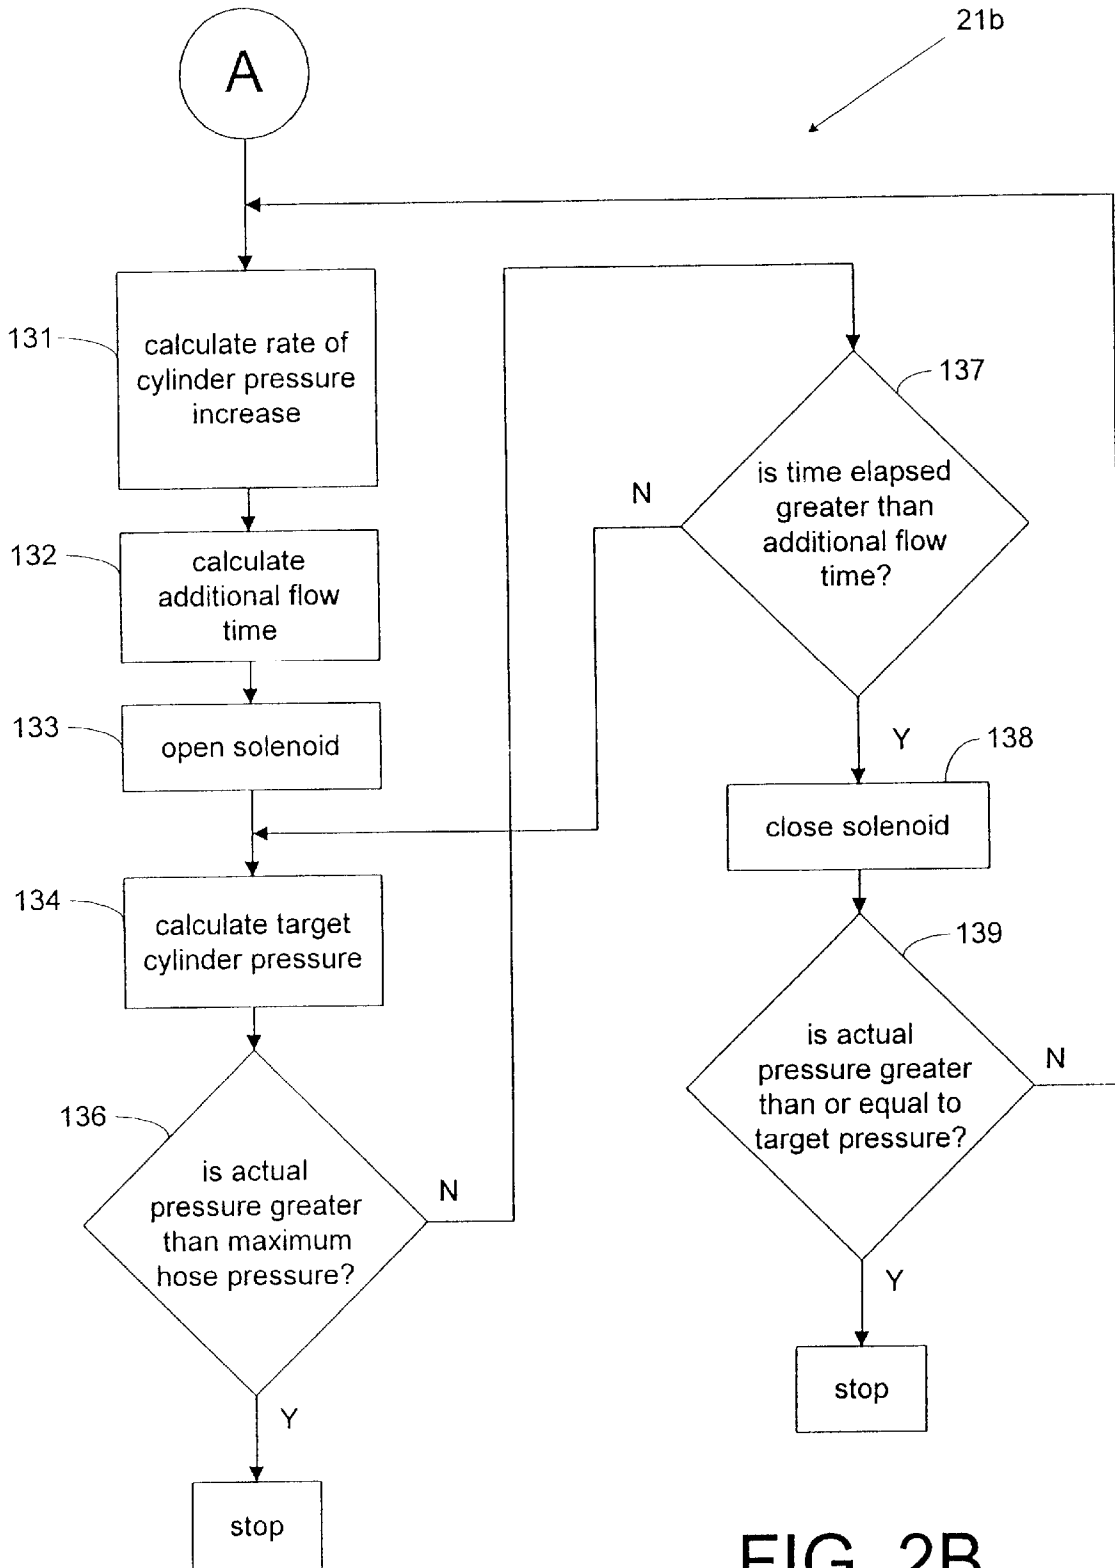 21b
A
131
calculate rate of
cylinder pressure
increase
132
calculate
additional flow
time
133
open solenoid
134
calculate target
cylinder pressure
136
is actual
pressure greater
than maximum
hose pressure?
N
Y
stop
137
is time elapsed
greater than
additional flow
time?
N
Y
138
close solenoid
139
is actual
pressure greater
than or equal to
target pressure?
N
Y
stop
FIG. 2B